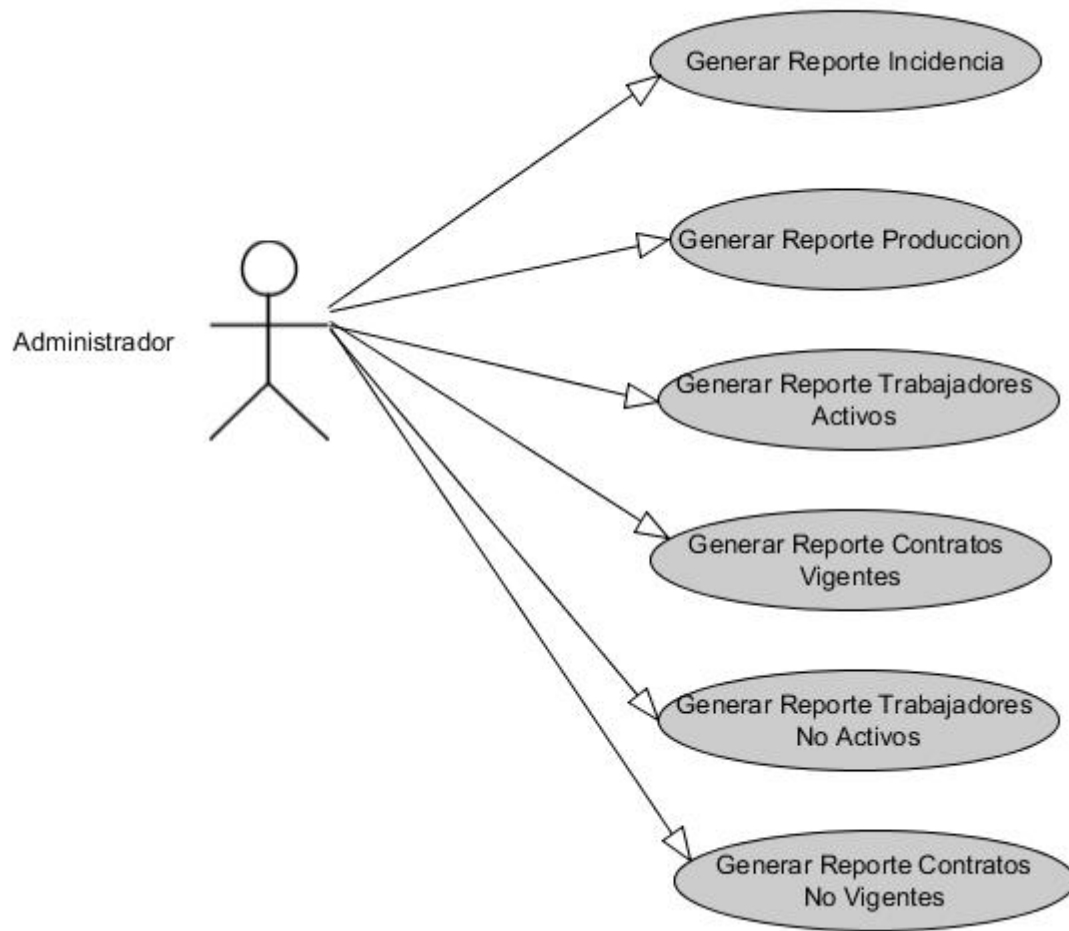 Generar Reporte Incidencia
Generar Reporte Produccion
Administrador
Generar Reporte Trabajadores
Activos
Generar Reporte Contratos
Vigentes
Generar Reporte Trabajadores
No Activos
Generar Reporte Contratos
No Vigentes